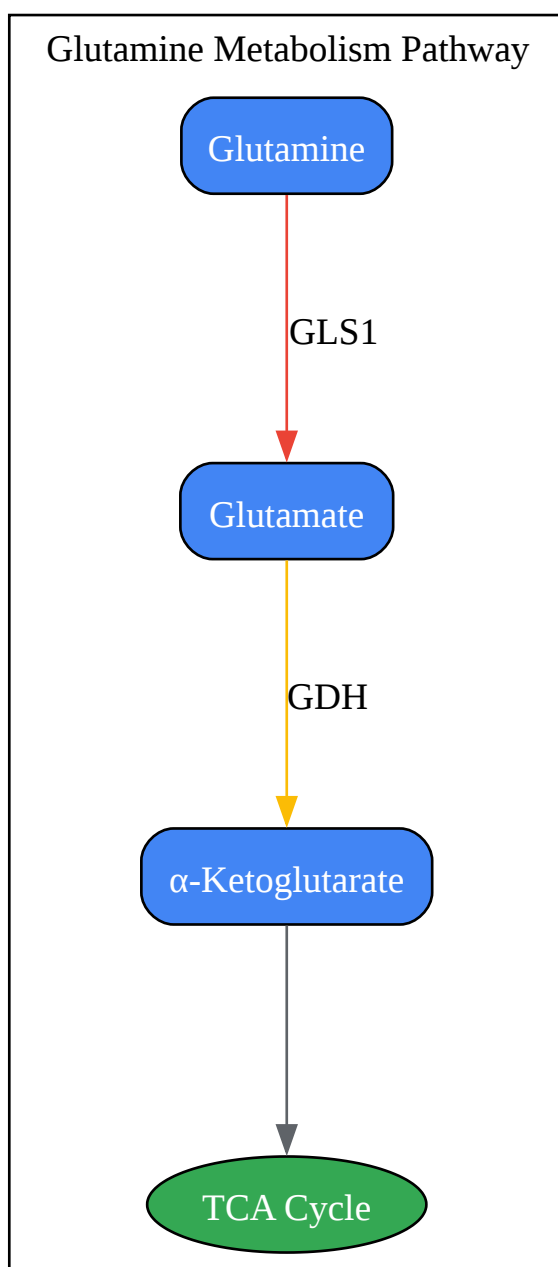 Glutamine Metabolism Pathway
Glutamine
GLS1
Glutamate
GDH
α-Ketoglutarate
TCA Cycle